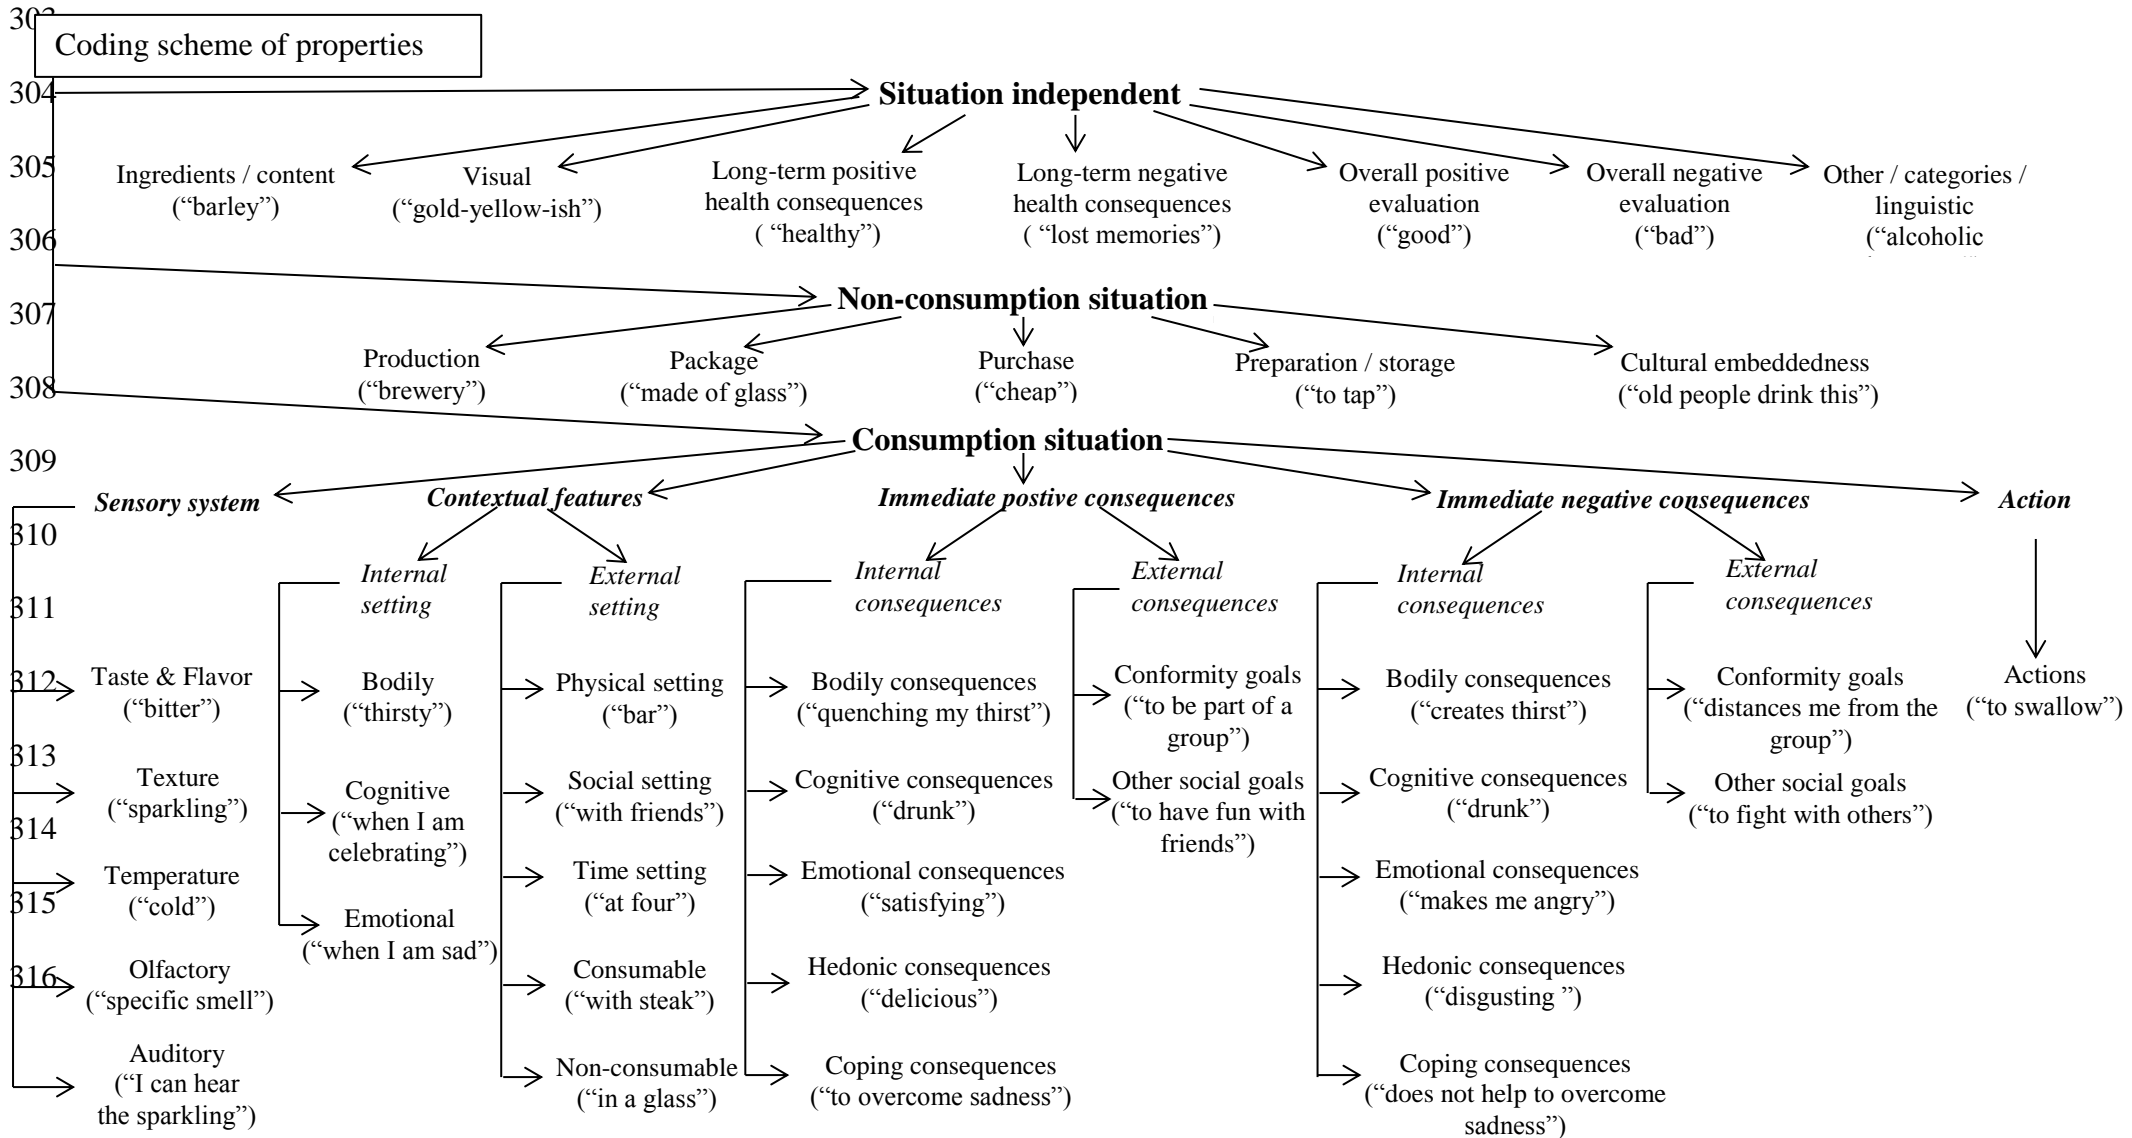 303
Coding scheme of properties
304
Situation independent
305
Ingredients / content
(“barley”)
Visual
(“gold-yellow-ish”)
Long-term positive
health consequences
( “healthy”)
Long-term negative
health consequences
( “lost memories”)
Overall positive
evaluation
(“good”)
Overall negative
evaluation
(“bad”)
Other / categories /
linguistic
(“alcoholic
306
307
Non-consumption situation
Production
(“brewery”)
Package
(“made of glass”)
Purchase
(“cheap”)
Preparation / storage
(“to tap”)
Cultural embeddedness
(“old people drink this”)
308
Consumption situation
309
Sensory system
Contextual features
Immediate postive consequences
Immediate negative consequences
Action
310
Internal
setting
External
setting
Internal
consequences
External
consequences
Internal
consequences
External
consequences
311
312
Taste & Flavor
(“bitter”)
Texture
(“sparkling”)
Temperature
(“cold”)
Olfactory
(“specific smell”)
Auditory
(“I can hear
the sparkling”)
313
314
315
316
Bodily
(“thirsty”)
Cognitive
(“when I am
celebrating”)
Emotional
(“when I am sad”)
Physical setting
(“bar”)
Social setting
(“with friends”)
Time setting
(“at four”)
Consumable
(“with steak”)
Non-consumable
(“in a glass”)
Bodily consequences
(“quenching my thirst”)
Cognitive consequences
(“drunk”)
Emotional consequences
(“satisfying”)
Hedonic consequences
(“delicious”)
Coping consequences
(“to overcome sadness”)
Conformity goals
(“to be part of a
group”)
Other social goals
(“to have fun with
friends”)
Bodily consequences
(“creates thirst”)
Cognitive consequences
(“drunk”)
Emotional consequences
(“makes me angry”)
Hedonic consequences
(“disgusting ”)
Coping consequences
(“does not help to overcome
sadness”)
Conformity goals
(“distances me from the
group”)
Other social goals
(“to fight with others”)
Actions
(“to swallow”)